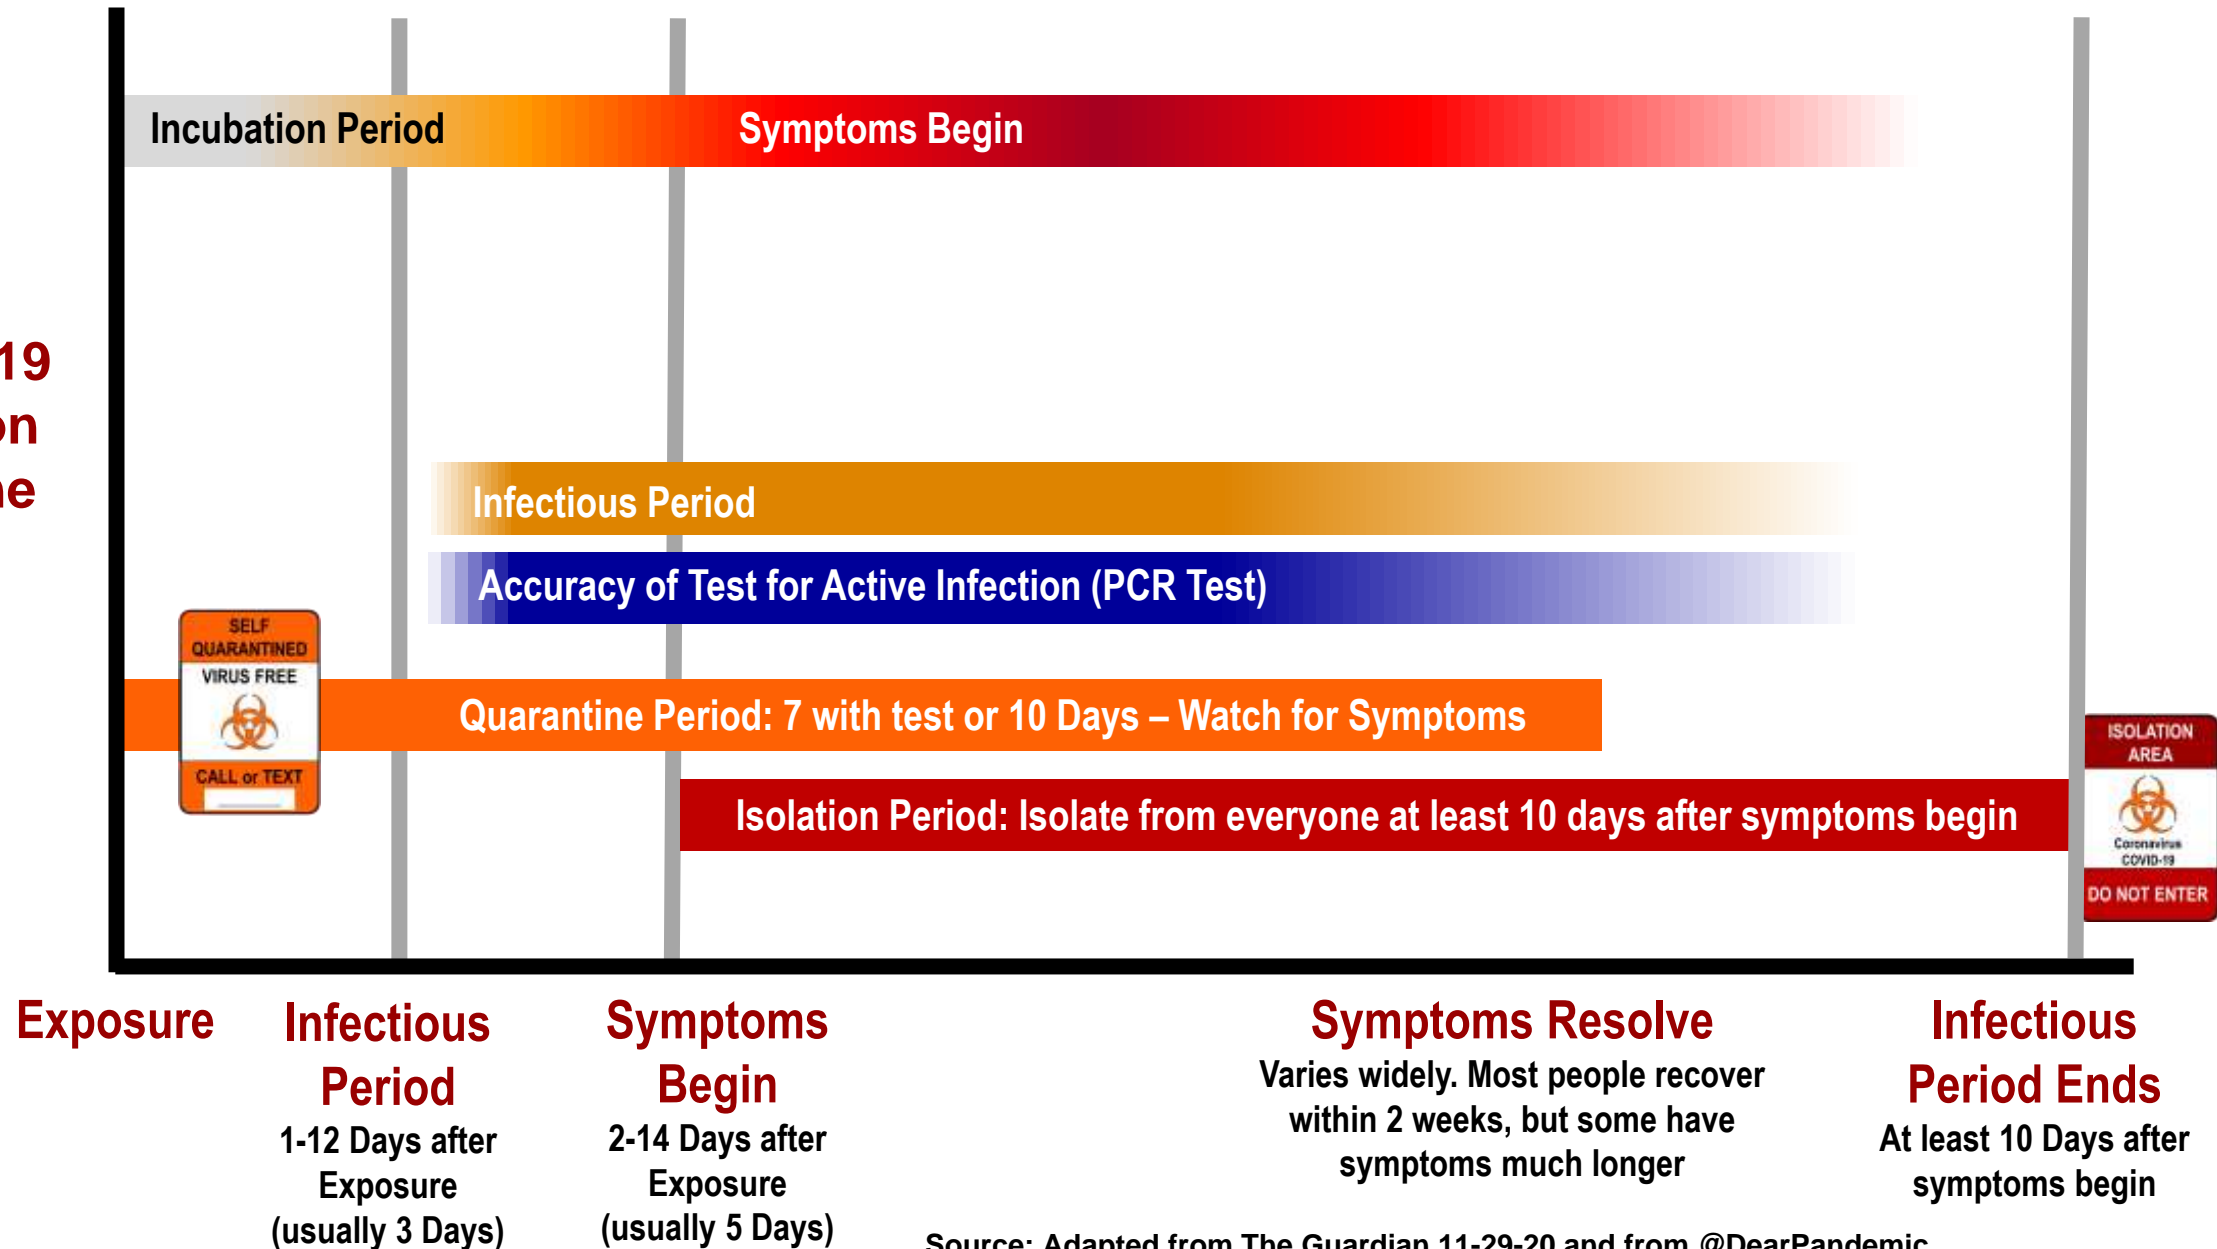 Incubation Period
Symptoms Begin
19
on
ne
Infectious Period
Accuracy of Test for Active Infection (PCR Test)
SELF
QUARANTINED
VIRUS FREE
CALL or TEXT
Quarantine Period: 7 with test or 10 Days – Watch for Symptoms
Isolation Period: Isolate from everyone at least 10 days after symptoms begin
ISOLATION
AREA
Coronavirus
COVID-19
DO NOT ENTER
Exposure
Infectious
Period
1-12 Days after
Exposure
(usually 3 Days)
Symptoms
Begin
2-14 Days after
Exposure
(usually 5 Days)
Symptoms Resolve
Varies widely. Most people recover
within 2 weeks, but some have
symptoms much longer
Infectious
Period Ends
At least 10 Days after
symptoms begin
Source: Adapted from The Guardian 11-29-20 and from @DearPandemic